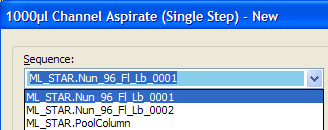 1000µl Channel Aspirate (Single Step) - New
Sequence:
ML_STAR.Nun_96_Fl_Lb_0001
ML_STAR.Nun_96_Fl_Lb_0001
ML_STAR.Nun_96_Fl_Lb_0002
ML_STAR.PoolColumn